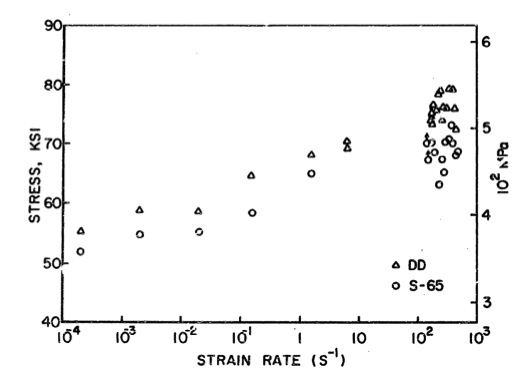 90
80
70
60
50
40
STRESS, KSI
6
5
4
3
10² MPa
△ DD
○ S-65
10⁻⁴ 10⁻³ 10⁻² 10⁻¹ 1 10 10² 10³
STRAIN RATE (S⁻¹)